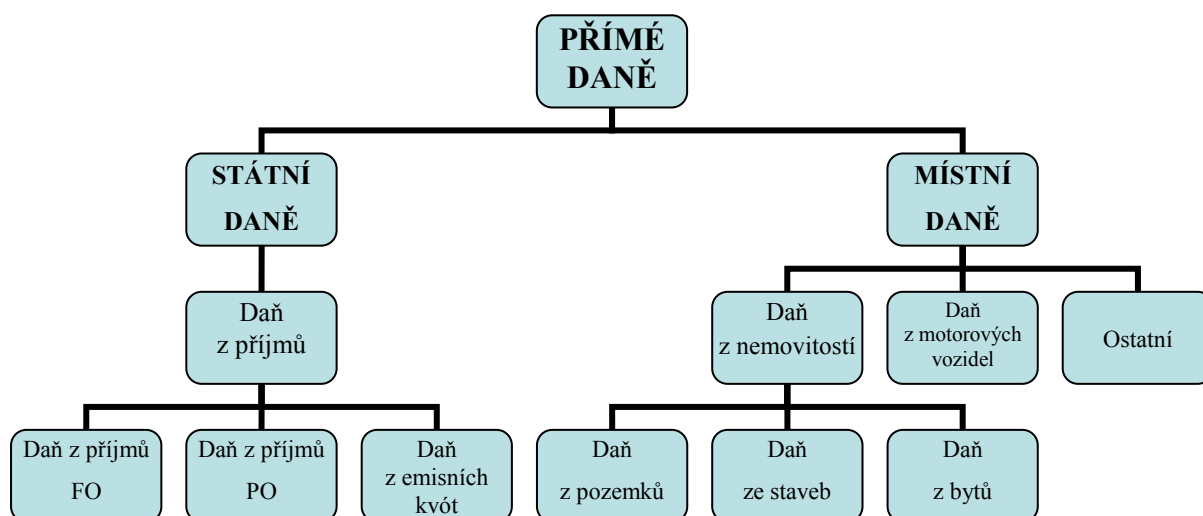 PŘÍMÉ
DANĚ
STÁTNÍ
DANĚ
MÍSTNÍ
DANĚ
Daň
z příjmů
Daň
z nemovitostí
Daň
z motorových
vozidel
Ostatní
Daň z příjmů
FO
Daň z příjmů
PO
Daň
z emisních
kvót
Daň
z pozemků
Daň
ze staveb
Daň
z bytů